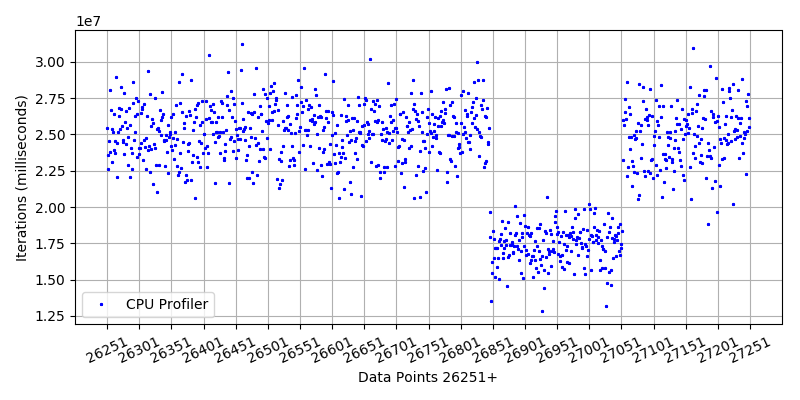 1e7
3.00
2.75
2.50
2.25
2.00
1.75
1.50
1.25
Iterations (milliseconds)
CPU Profiler
26251 26301 26351 26401 26451 26501 26551 26601 26651 26701 26751 26801 26851 26901 26951 27001 27051 27101 27151 27201 27251
Data Points 26251+